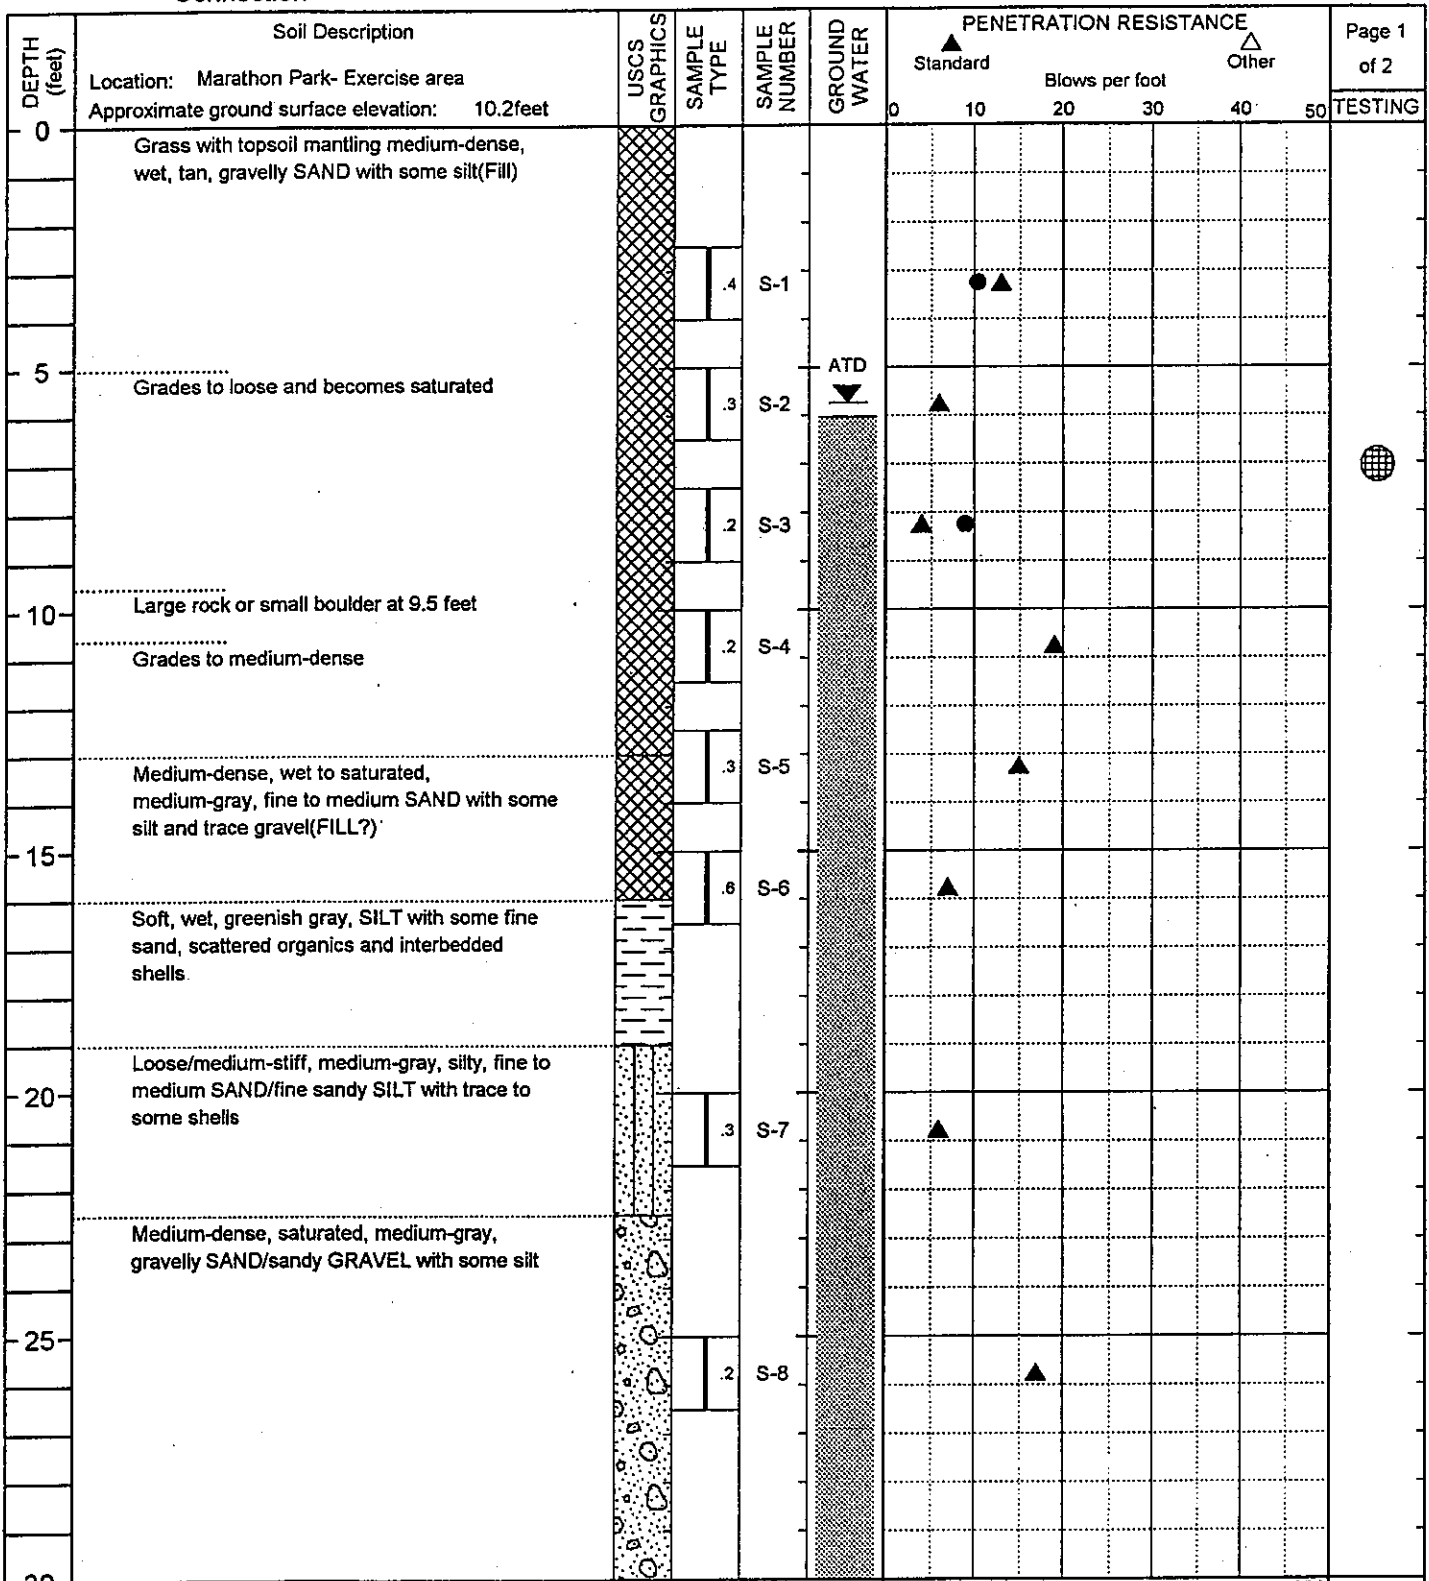 Soil Description
PENETRATION RESISTANCE
Page 1
of 2
DEPTH
(feet)
USCS
GRAPHICS
SAMPLE
TYPE
SAMPLE
NUMBER
GROUND
WATER
Standard
Other
Location: Marathon Park- Exercise area
Blows per foot
Approximate ground surface elevation: 10.2feet
0 10 20 30 40 50
TESTING
0
Grass with topsoil mantling medium-dense,
wet, tan, gravelly SAND with some silt(Fill)
.4 S-1
ATD
5
Grades to loose and becomes saturated
.3 S-2
.2 S-3
Large rock or small boulder at 9.5 feet
10
.2 S-4
Grades to medium-dense
.3 S-5
Medium-dense, wet to saturated,
medium-gray, fine to medium SAND with some
silt and trace gravel(FILL?)
15
.6 S-6
Soft, wet, greenish gray, SILT with some fine
sand, scattered organics and interbedded
shells
Loose/medium-stiff, medium-gray, silty, fine to
medium SAND/fine sandy SILT with trace to
some shells
20
.3 S-7
Medium-dense, saturated, medium-gray,
gravelly SAND/sandy GRAVEL with some silt
25
.2 S-8